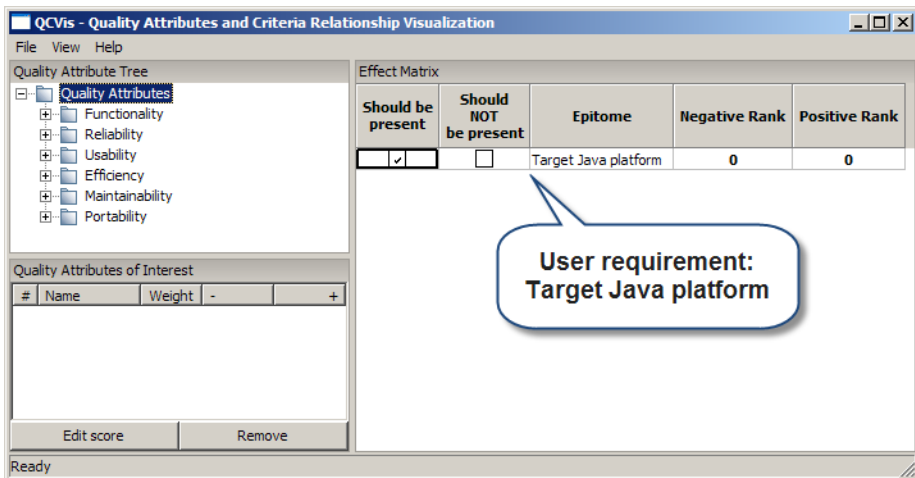 QCVis - Quality Attributes and Criteria Relationship Visualization
File View Help
Quality Attribute Tree
Quality Attributes
Functionality
Reliability
Usability
Efficiency
Maintainability
Portability
Quality Attributes of Interest
# Name Weight - +
Edit score Remove
Ready
Effect Matrix
Should be present Should NOT be present Epitome Negative Rank Positive Rank
Target Java platform 0 0
User requirement:
Target Java platform